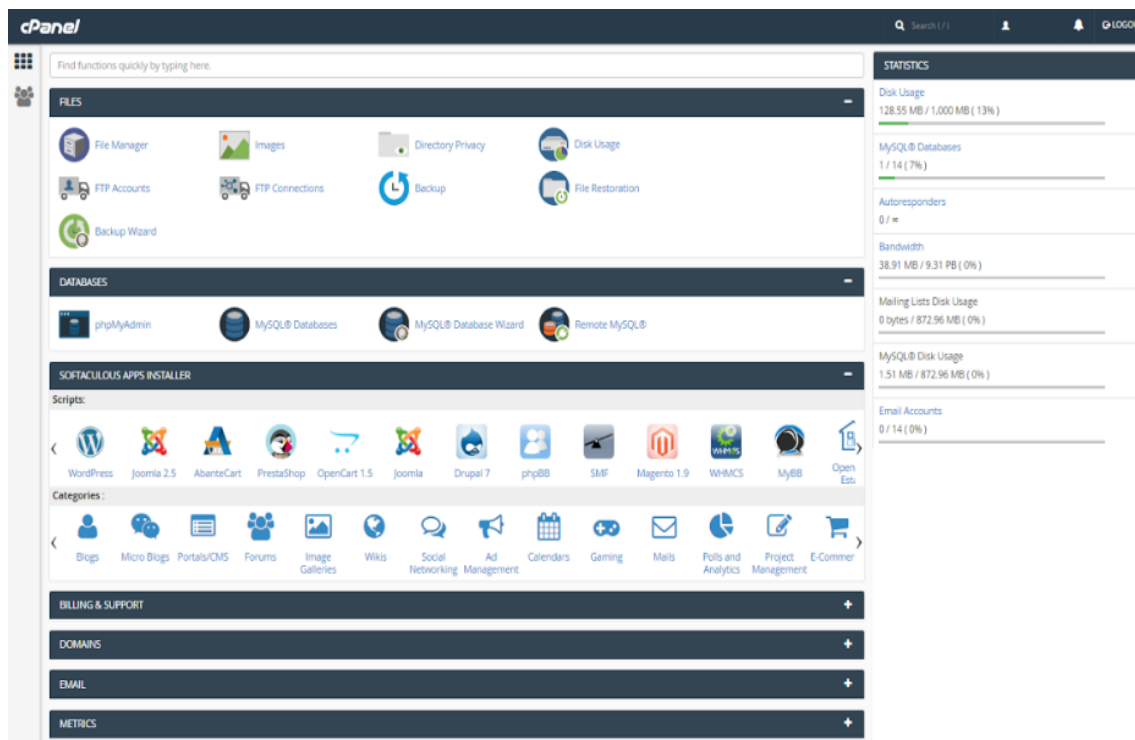 cPanel
Search ( / )
LOGOU
Find functions quickly by typing here.
FILES
File Manager
Images
Directory Privacy
Disk Usage
FTP Accounts
FTP Connections
Backup
File Restoration
Backup Wizard
DATABASES
phpMyAdmin
MySQL® Databases
MySQL® Database Wizard
Remote MySQL®
SOFTACULOUS APPS INSTALLER
Scripts:
WordPress
Joomla 2.5
AbanteCart
PrestaShop
OpenCart 1.5
Joomla
Drupal 7
phpBB
SMF
Magento 1.9
WHMCS
MyBB
Open
Esta
Categories :
Blogs
Micro Blogs
Portals/CMS
Forums
Image
Galleries
Wikis
Social
Networking
Ad
Management
Calendars
Gaming
Mails
Polls and
Analytics
Project
Management
E-Commer
BILLING & SUPPORT
DOMAINS
EMAIL
METRICS
STATISTICS
Disk Usage
128.55 MB / 1,000 MB ( 13% )
MySQL® Databases
1 / 14 ( 7% )
Autoresponders
0 / ∞
Bandwidth
38.91 MB / 9.31 PB ( 0% )
Mailing Lists Disk Usage
0 bytes / 872.96 MB ( 0% )
MySQL® Disk Usage
1.51 MB / 872.96 MB ( 0% )
Email Accounts
0 / 14 ( 0% )